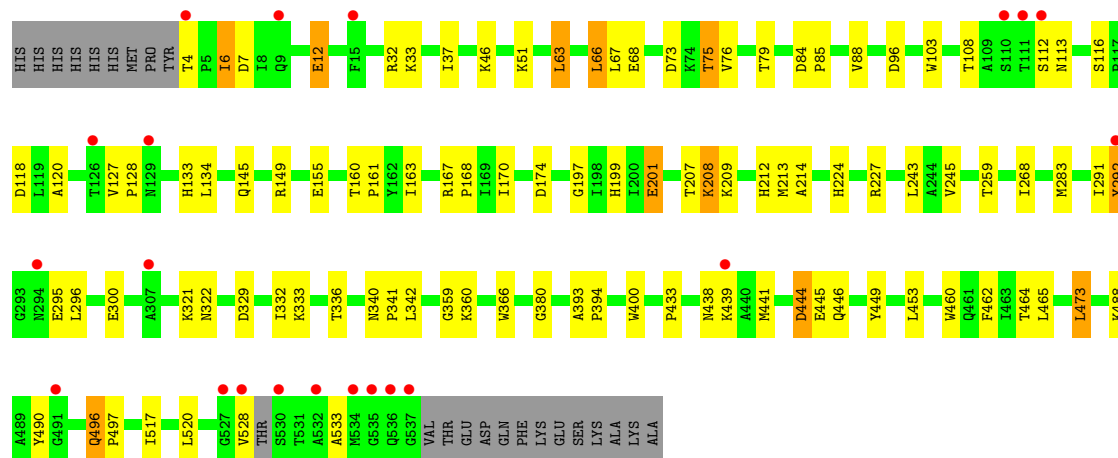 HIS HIS HIS HIS HIS HIS MET PRO TYR T4 P5 I6 D7 I8 Q9 E12 F15 R32 K33 I37 K46 K51 L63 L66 L67 E68 D73 K74 T75 V76 T79 D84 P85 V88 D96 W103 T108 A109 S110 T111 S112 N113 S116 P117
D118 L119 A120 T126 V127 P128 N129 H133 L134 Q145 R149 E155 T160 P161 Y162 I163 R167 P168 I169 I170 D174 G197 I198 H199 I200 E201 T207 K208 K209 H212 M213 A214 H224 R227 L243 A244 V245 T259 I268 M283 I291 Y292
G293 N294 E295 L296 E300 A307 K321 N322 D329 I332 K333 T336 N340 P341 L342 G359 K360 W366 G380 A393 P394 W400 P433 N438 K439 A440 M441 D444 E445 Q446 Y449 L453 W460 Q461 F462 I463 T464 L465 L473 K488
A489 Y490 G491 Q496 P497 I517 L520 G527 V528 THR S530 T531 A532 A533 M534 G535 Q536 G537 VAL THR GLU ASP GLN PHE LYS GLU SER LYS ALA LYS ALA